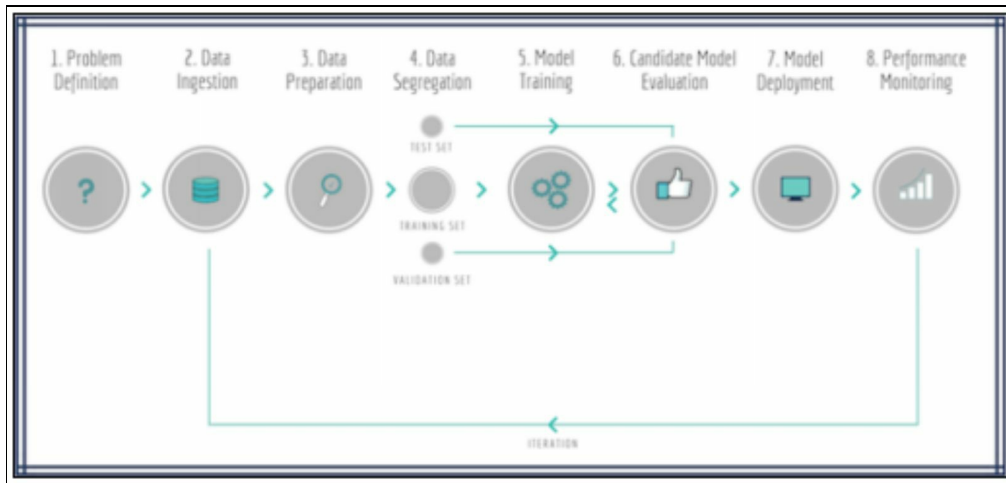 1. Problem
Definition
2. Data
Ingestion
3. Data
Preparation
4. Data
Segregation
5. Model
Training
6. Candidate Model
Evaluation
7. Model
Deployment
8. Performance
Monitoring
TEST SET
?
TRAINING SET
VALIDATION SET
ITERATION